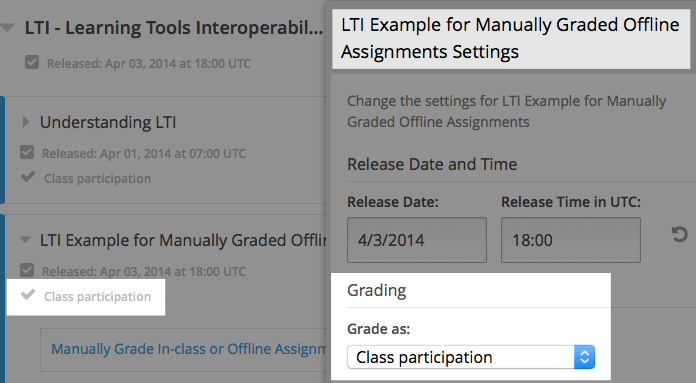 LTI - Learning Tools Interoperabil...
Released: Apr 03, 2014 at 18:00 UTC
Understanding LTI
Released: Apr 01, 2014 at 07:00 UTC
Class participation
LTI Example for Manually Graded Offli
Released: Apr 03, 2014 at 18:00 UTC
Class participation
Manually Grade In-class or Offline Assignm
LTI Example for Manually Graded Offline
Assignments Settings
Change the settings for LTI Example for Manually
Graded Offline Assignments
Release Date and Time
Release Date:
Release Time in UTC:
4/3/2014
18:00
Grading
Grade as:
Class participation